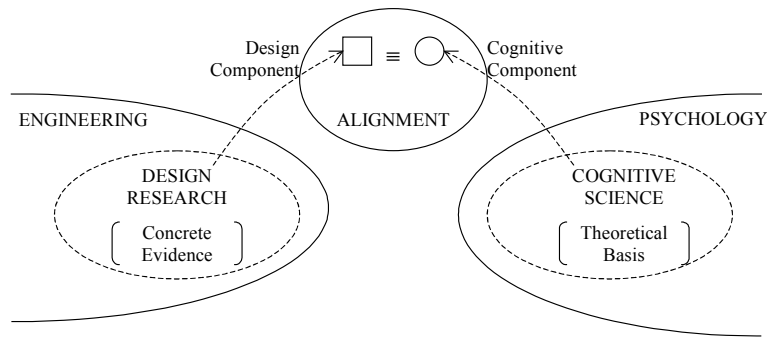 Design
Component
≡
Cognitive
Component
ALIGNMENT
ENGINEERING
PSYCHOLOGY
DESIGN
RESEARCH
Concrete
Evidence
COGNITIVE
SCIENCE
Theoretical
Basis